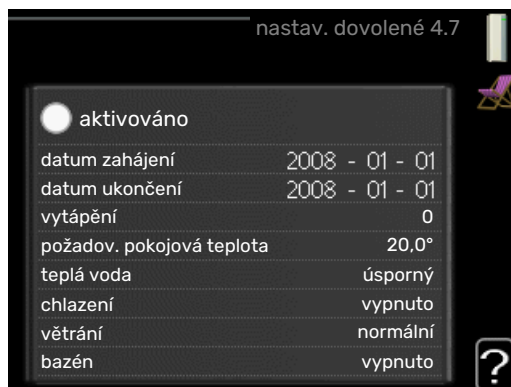 nastav. dovolené 4.7
aktivováno
datum zahájení 2008 - 01 - 01
datum ukončení 2008 - 01 - 01
vytápění 0
požadov. pokojová teplota 20,0°
teplá voda úsporný
chlazení vypnuto
větrání normální
bazén vypnuto
?